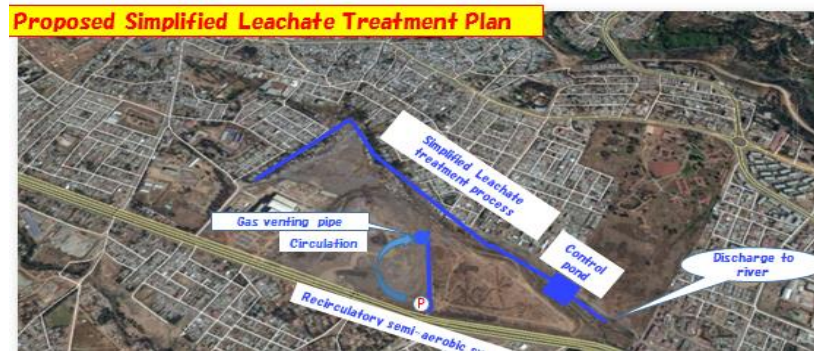 Proposed Simplified Leachate Treatment Plan
Simplified Leachate
treatment process
Gas venting pipe
Circulation
Control
pond
Discharge to
river
P
Recirculatory semi-aerobic